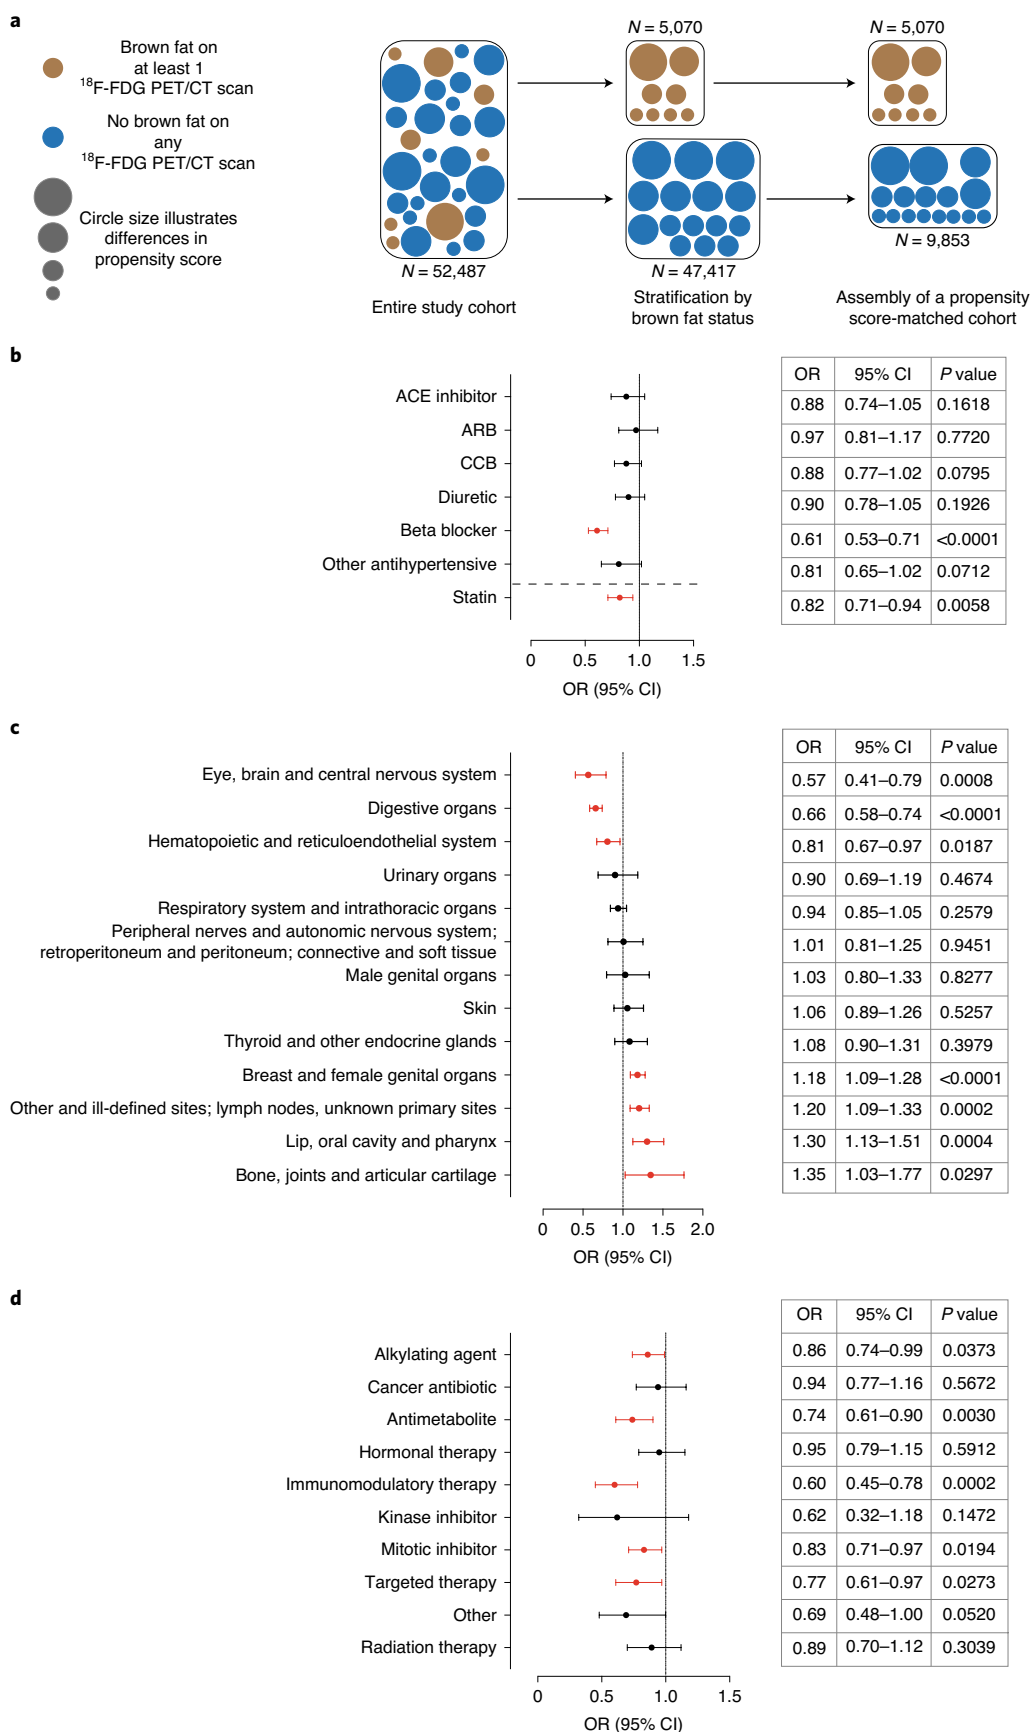 a
Brown fat on
at least 1
¹⁸F-FDG PET/CT scan
No brown fat on
any
¹⁸F-FDG PET/CT scan
Circle size illustrates
differences in
propensity score
N = 52,487
Entire study cohort
N = 5,070
N = 47,417
Stratification by
brown fat status
N = 5,070
N = 9,853
Assembly of a propensity
score-matched cohort
b
OR 95% CI P value
ACE inhibitor 0.88 0.74–1.05 0.1618
ARB 0.97 0.81–1.17 0.7720
CCB 0.88 0.77–1.02 0.0795
Diuretic 0.90 0.78–1.05 0.1926
Beta blocker 0.61 0.53–0.71 <0.0001
Other antihypertensive 0.81 0.65–1.02 0.0712
Statin 0.82 0.71–0.94 0.0058
0 0.5 1.0 1.5
OR (95% CI)
c
OR 95% CI P value
Eye, brain and central nervous system 0.57 0.41–0.79 0.0008
Digestive organs 0.66 0.58–0.74 <0.0001
Hematopoietic and reticuloendothelial system 0.81 0.67–0.97 0.0187
Urinary organs 0.90 0.69–1.19 0.4674
Respiratory system and intrathoracic organs 0.94 0.85–1.05 0.2579
Peripheral nerves and autonomic nervous system;
retroperitoneum and peritoneum; connective and soft tissue 1.01 0.81–1.25 0.9451
Male genital organs 1.03 0.80–1.33 0.8277
Skin 1.06 0.89–1.26 0.5257
Thyroid and other endocrine glands 1.08 0.90–1.31 0.3979
Breast and female genital organs 1.18 1.09–1.28 <0.0001
Other and ill-defined sites; lymph nodes, unknown primary sites 1.20 1.09–1.33 0.0002
Lip, oral cavity and pharynx 1.30 1.13–1.51 0.0004
Bone, joints and articular cartilage 1.35 1.03–1.77 0.0297
0 0.5 1.0 1.5 2.0
OR (95% CI)
d
OR 95% CI P value
Alkylating agent 0.86 0.74–0.99 0.0373
Cancer antibiotic 0.94 0.77–1.16 0.5672
Antimetabolite 0.74 0.61–0.90 0.0030
Hormonal therapy 0.95 0.79–1.15 0.5912
Immunomodulatory therapy 0.60 0.45–0.78 0.0002
Kinase inhibitor 0.62 0.32–1.18 0.1472
Mitotic inhibitor 0.83 0.71–0.97 0.0194
Targeted therapy 0.77 0.61–0.97 0.0273
Other 0.69 0.48–1.00 0.0520
Radiation therapy 0.89 0.70–1.12 0.3039
0 0.5 1.0 1.5
OR (95% CI)